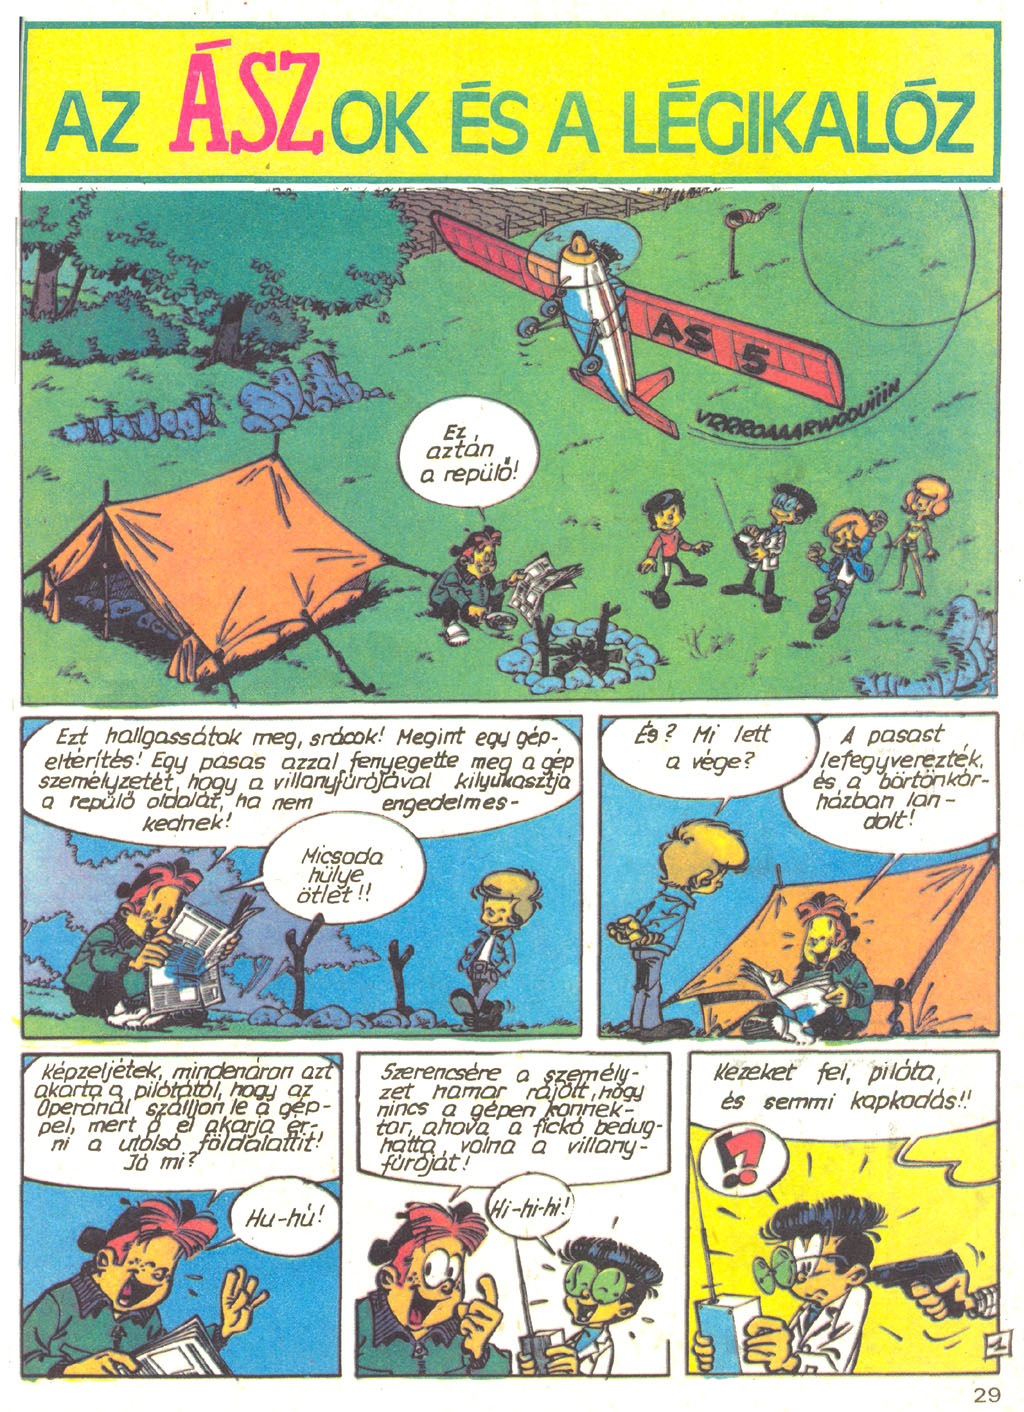 AZ ÁSZOK ÉS A LÉGIKALÓZ
AS 5
VRRROAAARWOOUIIIN
Ez
aztán
a repülő!
Ezt hallgassátok meg, srácok! Megint egy gép-
eltérítés! Egy pasas azzal fenyegette meg a gép
személyzetét, hogy a villanyfúrójával kilyukasztja
a repülő oldalát, ha nem engedelmes-
kednek!
Micsoda
hülye
ötlet!!
És? Mi lett
a vége?
A pasast
lefegyverezték,
és a börtönkór-
házban lan-
dolt!
Képzeljétek, mindenáron azt
akarta a pilótától, hogy az
Operánál szálljon le a gép-
pel, mert ő el akarja ér-
ni a utolsó földalattit!
Jó mi?
Hu-hú!
Szerencsére a személy-
zet hamar rájött, hogy
nincs a gépen konnek-
tor, ahova a fickó bedug-
hatta volna a villany-
fúróját!
Hi-hi-hi!
Kezeket fel, pilóta,
és semmi kapkodás!!
!?
1
29